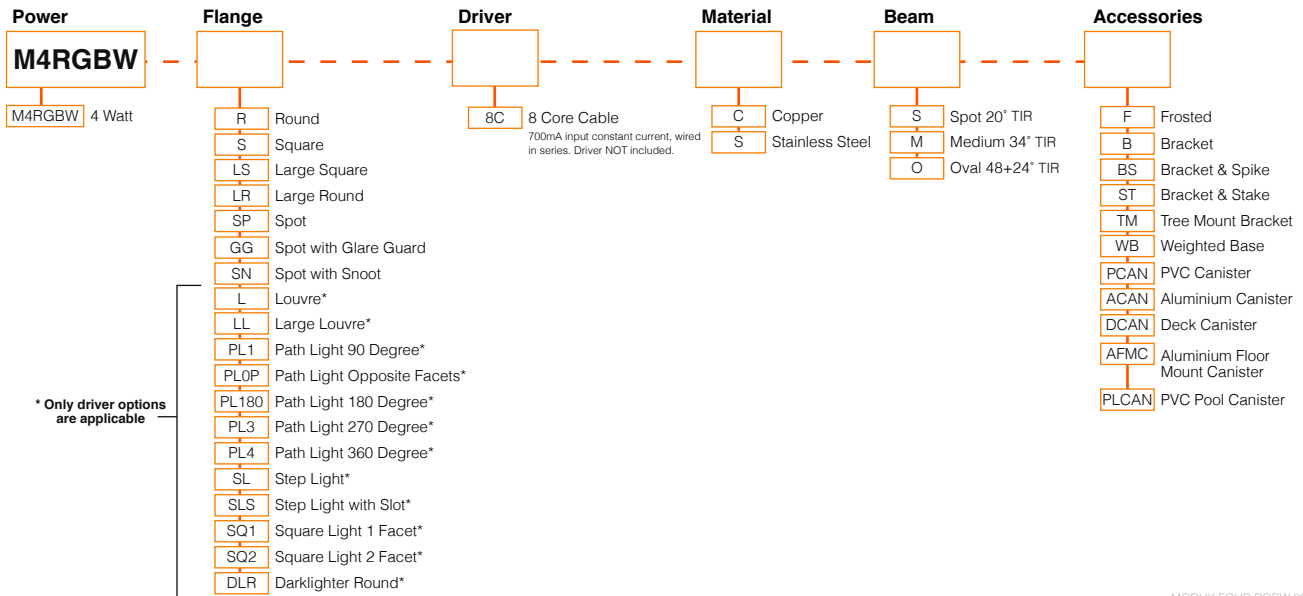 Power Flange Driver Material Beam Accessories
M4RGBW
M4RGBW 4 Watt
R Round
S Square
LS Large Square
LR Large Round
SP Spot
GG Spot with Glare Guard
SN Spot with Snoot
L Louvre*
LL Large Louvre*
PL1 Path Light 90 Degree*
PL0P Path Light Opposite Facets*
PL180 Path Light 180 Degree*
PL3 Path Light 270 Degree*
PL4 Path Light 360 Degree*
SL Step Light*
SLS Step Light with Slot*
SQ1 Square Light 1 Facet*
SQ2 Square Light 2 Facet*
DLR Darklighter Round*
* Only driver options
are applicable
8C 8 Core Cable
700mA input constant current, wired
in series. Driver NOT included.
C Copper
S Stainless Steel
S Spot 20° TIR
M Medium 34° TIR
O Oval 48+24° TIR
F Frosted
B Bracket
BS Bracket & Spike
ST Bracket & Stake
TM Tree Mount Bracket
WB Weighted Base
PCAN PVC Canister
ACAN Aluminium Canister
DCAN Deck Canister
AFMC Aluminium Floor
Mount Canister
PLCAN PVC Pool Canister